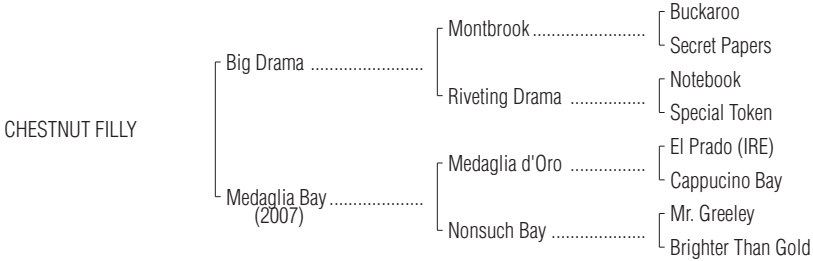 Buckaroo
Montbrook
Secret Papers
Big Drama
Notebook
Riveting Drama
Special Token
CHESTNUT FILLY
El Prado (IRE)
Medaglia d'Oro
Cappucino Bay
Medaglia Bay
(2007)
Mr. Greeley
Nonsuch Bay
Brighter Than Gold